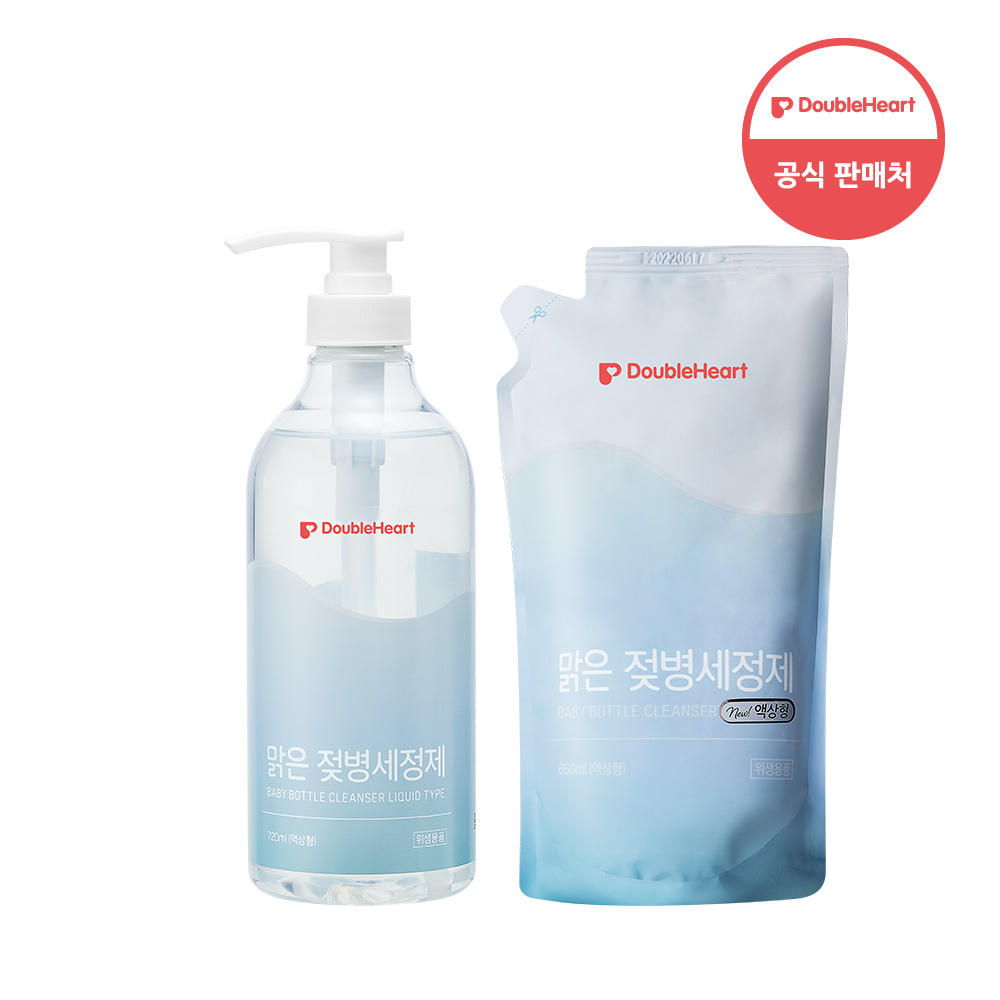 DoubleHeart
공식 판매처
20220617
DoubleHeart
맑은 젖병세정제
BABY BOTTLE CLEANSER New! 액상형
650ml (액상형)
위생용품
DoubleHeart
맑은 젖병세정제
BABY BOTTLE CLEANSER LIQUID TYPE
720ml (액상형)
위생용품